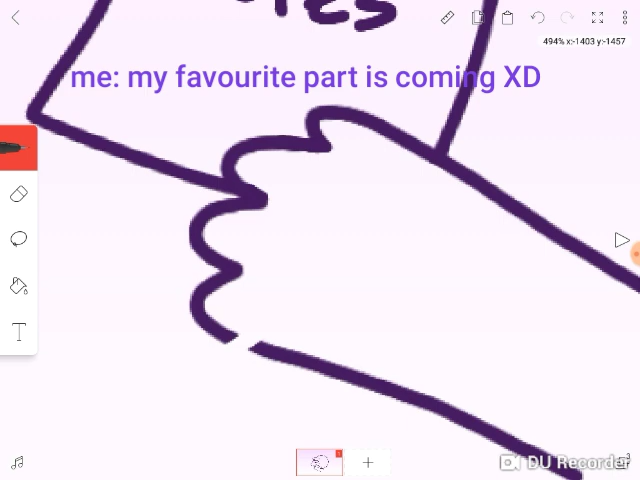 494% x:-1403 y:-1457
me: my favourite part is coming XD
T
DU Recorder